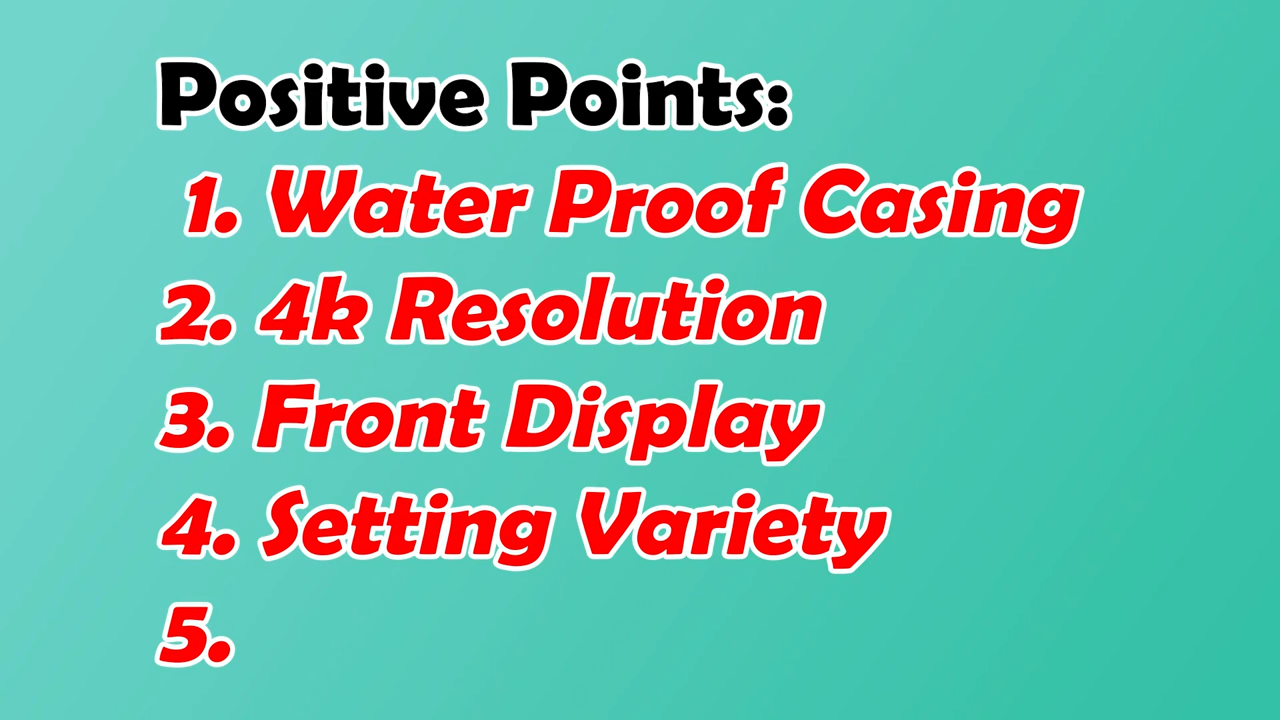 Positive Points:
1. Water Proof Casing
2. 4k Resolution
3. Front Display
4. Setting Variety
5.